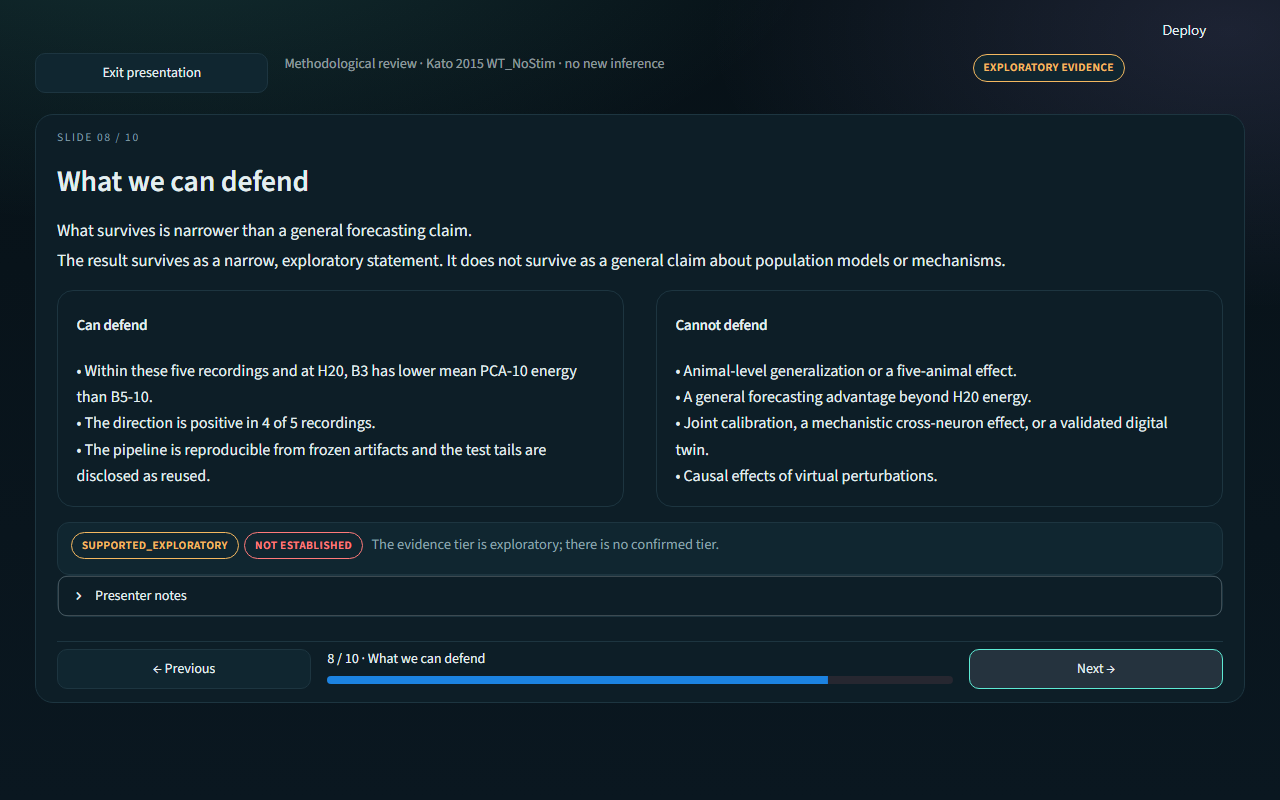 Deploy
Exit presentation
Methodological review · Kato 2015 WT_NoStim · no new inference
EXPLORATORY EVIDENCE
SLIDE 08 / 10
What we can defend
What survives is narrower than a general forecasting claim.
The result survives as a narrow, exploratory statement. It does not survive as a general claim about population models or mechanisms.
Can defend
• Within these five recordings and at H20, B3 has lower mean PCA-10 energy
than B5-10.
• The direction is positive in 4 of 5 recordings.
• The pipeline is reproducible from frozen artifacts and the test tails are
disclosed as reused.
Cannot defend
• Animal-level generalization or a five-animal effect.
• A general forecasting advantage beyond H20 energy.
• Joint calibration, a mechanistic cross-neuron effect, or a validated digital
twin.
• Causal effects of virtual perturbations.
SUPPORTED_EXPLORATORY
NOT ESTABLISHED
The evidence tier is exploratory; there is no confirmed tier.
Presenter notes
← Previous
8 / 10 · What we can defend
Next →